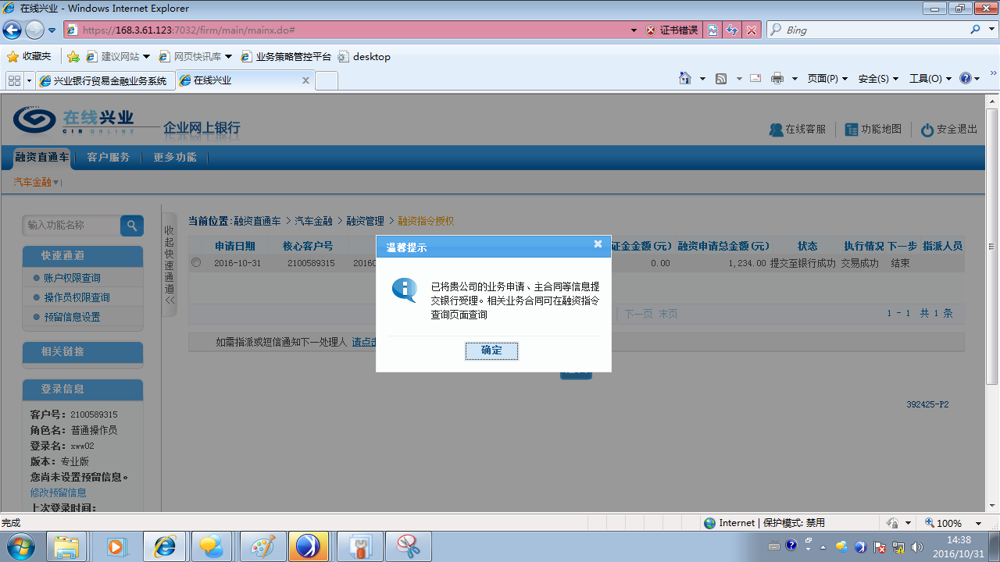 在线兴业 - Windows Internet Explorer
https://168.3.61.123:7032/firm/main/mainx.do#
证书错误
Bing
收藏夹
建议网站
网页快讯库
业务策略管控平台
desktop
兴业银行贸易金融业务系统
在线兴业
页面(P)
安全(S)
工具(O)
在线兴业
CIB ONLINE
企业网上银行
在线客服
功能地图
安全退出
融资直通车
客户服务
更多功能
汽车金融
输入功能名称
快速通道
账户权限查询
操作员权限查询
预留信息设置
相关链接
登录信息
客户号：2100589315
角色名：普通操作员
登录名：xww02
版本：专业版
您尚未设置预留信息。
修改预留信息
上次登录时间：
收起快速通道
当前位置:融资直通车 > 汽车金融 > 融资管理 > 融资指令授权
申请日期 核心客户号 证金金额(元) 融资申请总金额(元) 状态 执行情况 下一步 指派人员
2016-10-31 2100589315 2016 0.00 1,234.00 提交至银行成功 交易成功 结束
下一页 末页
1 - 1 共 1 条
如需指派或短信通知下一处理人 请点击
392425-P2
温馨提示
已将贵公司的业务申请、主合同等信息提
交银行受理。相关业务合同可在融资指令
查询页面查询
确定
完成
Internet | 保护模式: 禁用
100%
14:38
2016/10/31